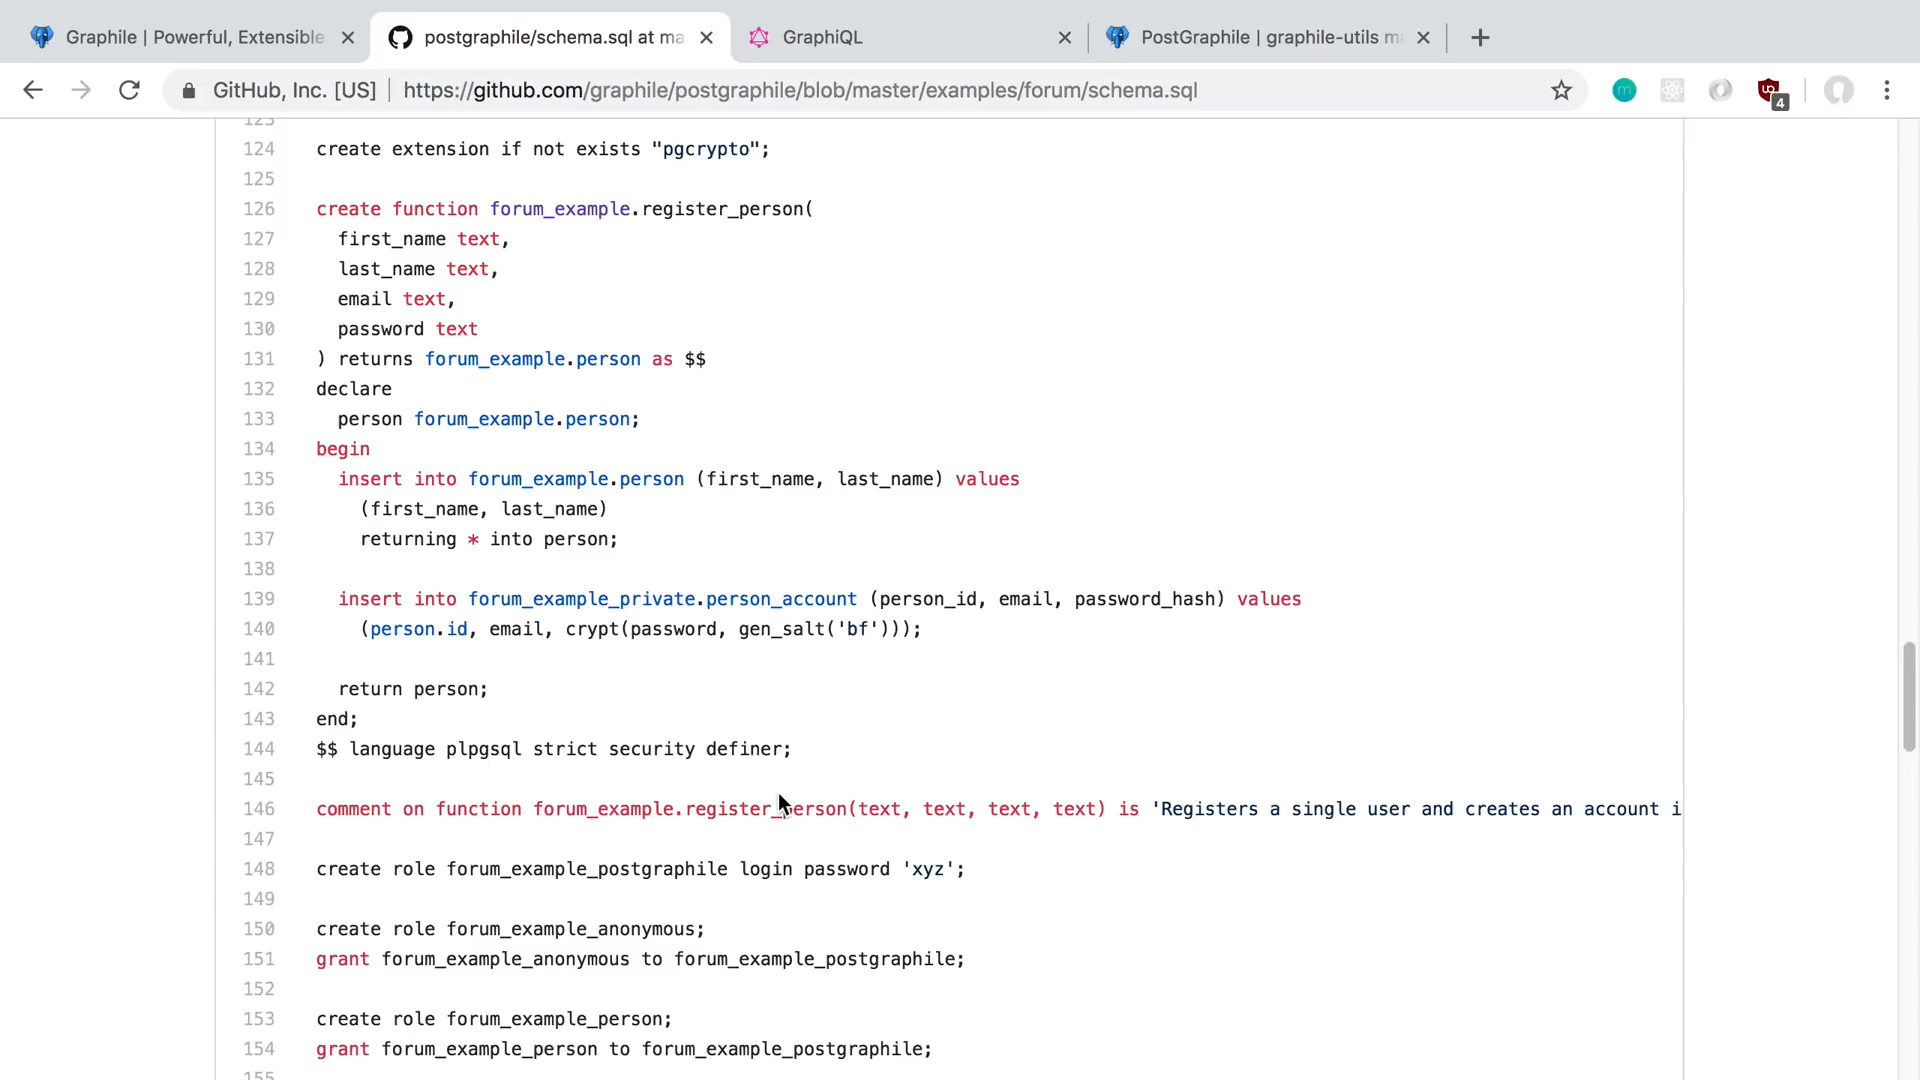 Graphile | Powerful, Extensible
postgraphile/schema.sql at ma
GraphiQL
PostGraphile | graphile-utils m
GitHub, Inc. [US] | https://github.com/graphile/postgraphile/blob/master/examples/forum/schema.sql
4
123
124 create extension if not exists "pgcrypto";
125
126 create function forum_example.register_person(
127 first_name text,
128 last_name text,
129 email text,
130 password text
131 ) returns forum_example.person as $$
132 declare
133 person forum_example.person;
134 begin
135 insert into forum_example.person (first_name, last_name) values
136 (first_name, last_name)
137 returning * into person;
138
139 insert into forum_example_private.person_account (person_id, email, password_hash) values
140 (person.id, email, crypt(password, gen_salt('bf')));
141
142 return person;
143 end;
144 $$ language plpgsql strict security definer;
145
146 comment on function forum_example.register_person(text, text, text, text) is 'Registers a single user and creates an account i
147
148 create role forum_example_postgraphile login password 'xyz';
149
150 create role forum_example_anonymous;
151 grant forum_example_anonymous to forum_example_postgraphile;
152
153 create role forum_example_person;
154 grant forum_example_person to forum_example_postgraphile;
155